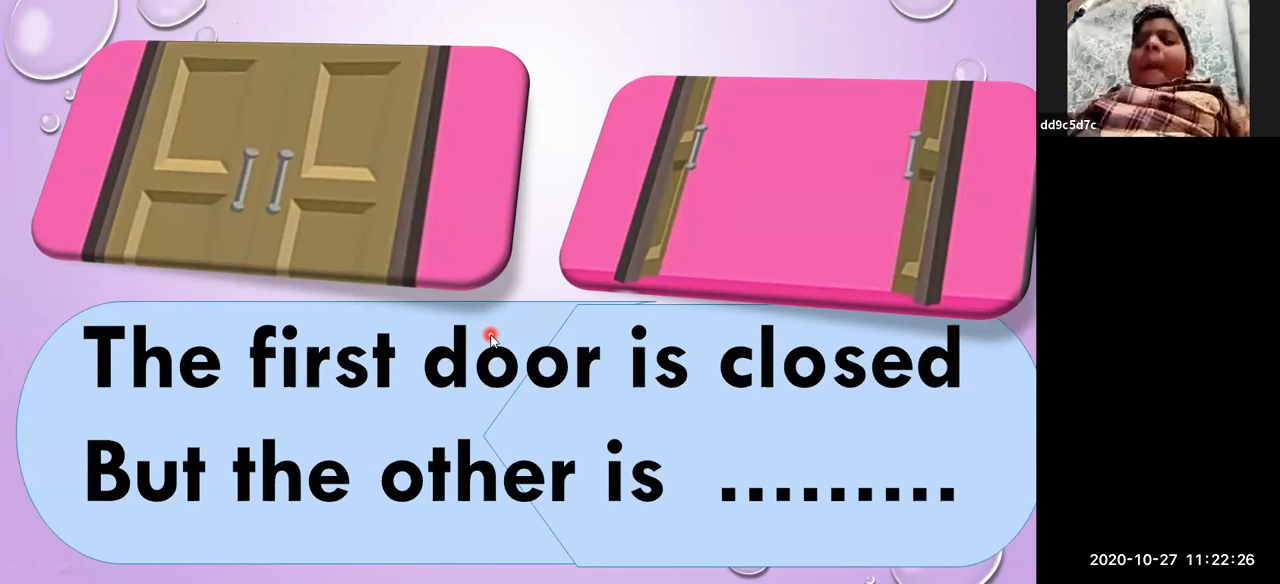 dd9c5d7c
The first door is closed
But the other is .........
2020-10-27 11:22:26